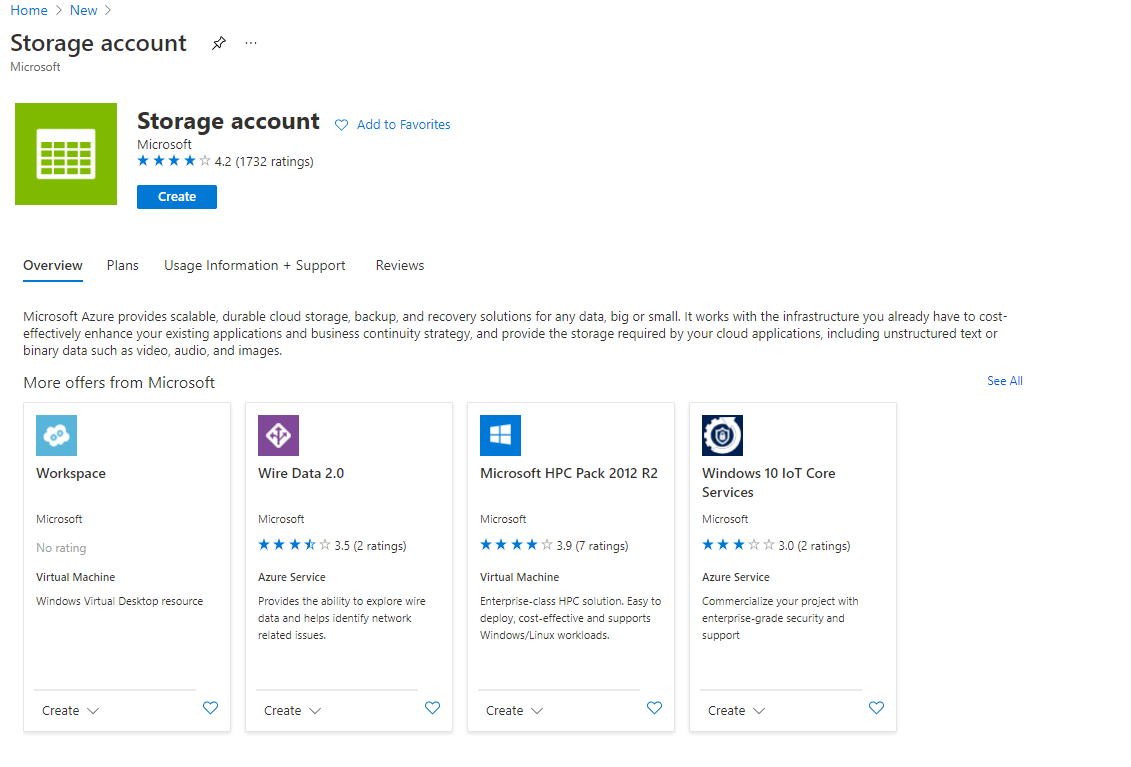 Home > New >
Storage account ...
Microsoft
Storage account Add to Favorites
Microsoft
4.2 (1732 ratings)
Create
Overview Plans Usage Information + Support Reviews
Microsoft Azure provides scalable, durable cloud storage, backup, and recovery solutions for any data, big or small. It works with the infrastructure you already have to cost-
effectively enhance your existing applications and business continuity strategy, and provide the storage required by your cloud applications, including unstructured text or
binary data such as video, audio, and images.
More offers from Microsoft See All
Workspace
Microsoft
No rating
Virtual Machine
Windows Virtual Desktop resource
Create
Wire Data 2.0
Microsoft
3.5 (2 ratings)
Azure Service
Provides the ability to explore wire
data and helps identify network
related issues.
Create
Microsoft HPC Pack 2012 R2
Microsoft
3.9 (7 ratings)
Virtual Machine
Enterprise-class HPC solution. Easy to
deploy, cost-effective and supports
Windows/Linux workloads.
Create
Windows 10 IoT Core
Services
Microsoft
3.0 (2 ratings)
Azure Service
Commercialize your project with
enterprise-grade security and
support
Create